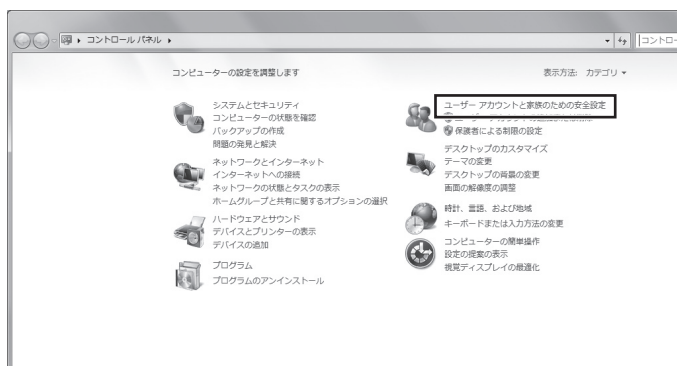 コントロール パネル
コントロー
コンピューターの設定を調整します
表示方法: カテゴリ
システムとセキュリティ
コンピューターの状態を確認
バックアップの作成
問題の発見と解決
ネットワークとインターネット
インターネットへの接続
ネットワークの状態とタスクの表示
ホームグループと共有に関するオプションの選択
ハードウェアとサウンド
デバイスとプリンターの表示
デバイスの追加
プログラム
プログラムのアンインストール
ユーザー アカウントと家族のための安全設定
保護者による制限の設定
デスクトップのカスタマイズ
テーマの変更
デスクトップの背景の変更
画面の解像度の調整
時計、言語、および地域
キーボードまたは入力方法の変更
コンピューターの簡単操作
設定の提案の表示
視覚ディスプレイの最適化